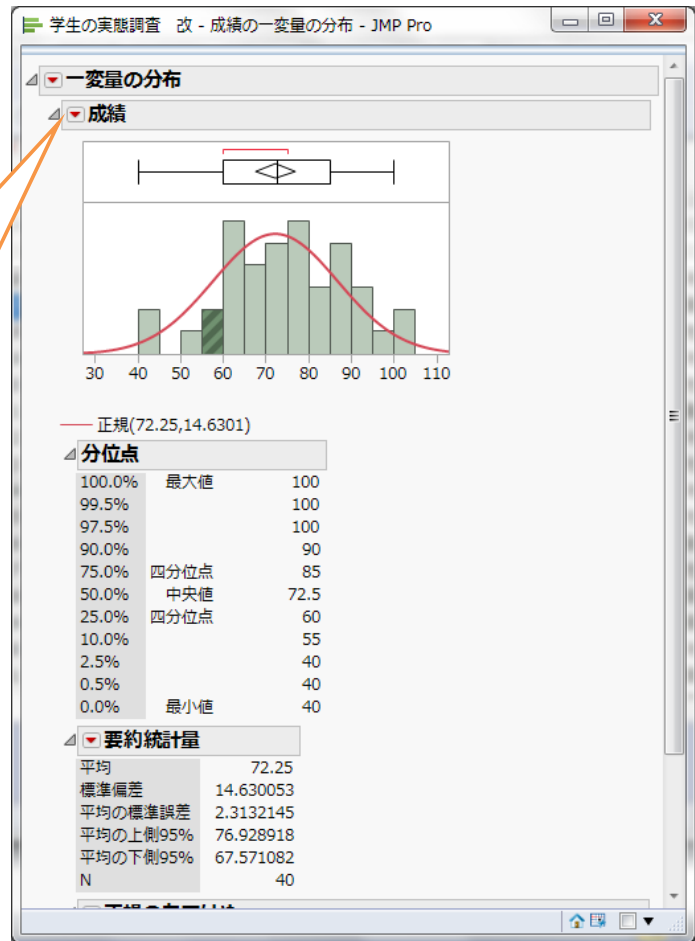 学生の実態調査 改 - 成績の一変量の分布 - JMP Pro
一変量の分布
成績
30 40 50 60 70 80 90 100 110
正規(72.25,14.6301)
分位点
100.0% 最大値 100
99.5% 100
97.5% 100
90.0% 90
75.0% 四分位点 85
50.0% 中央値 72.5
25.0% 四分位点 60
10.0% 55
2.5% 40
0.5% 40
0.0% 最小値 40
要約統計量
平均 72.25
標準偏差 14.630053
平均の標準誤差 2.3132145
平均の上側95% 76.928918
平均の下側95% 67.571082
N 40